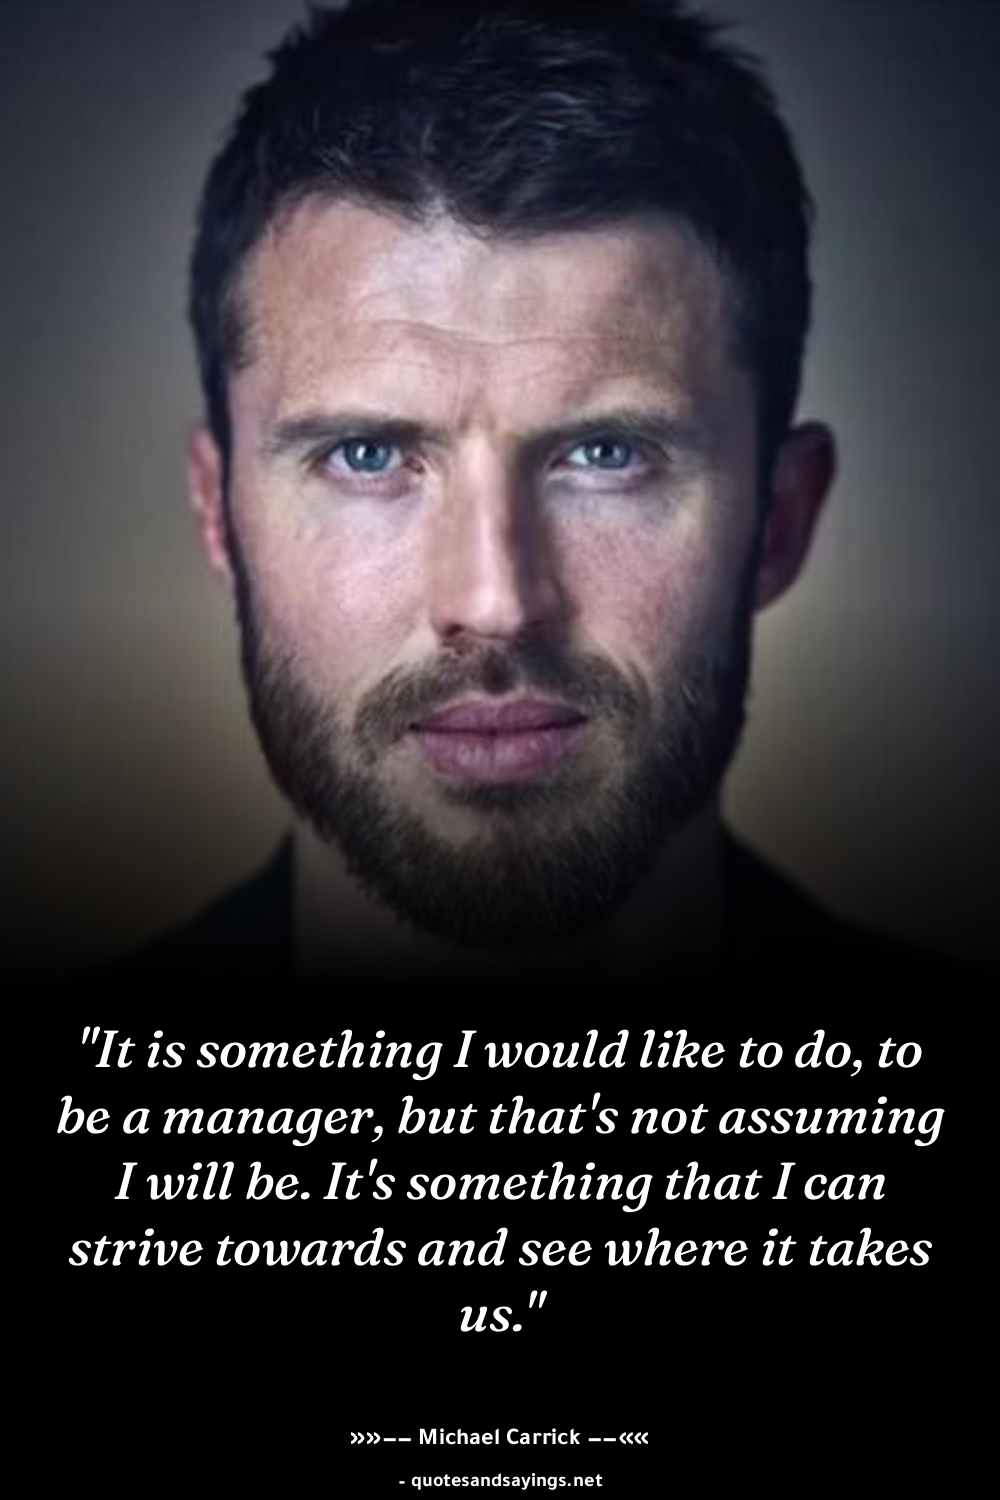 "It is something I would like to do, to
be a manager, but that's not assuming
I will be. It's something that I can
strive towards and see where it takes
us."
»»−− Michael Carrick −−««
- quotesandsayings.net